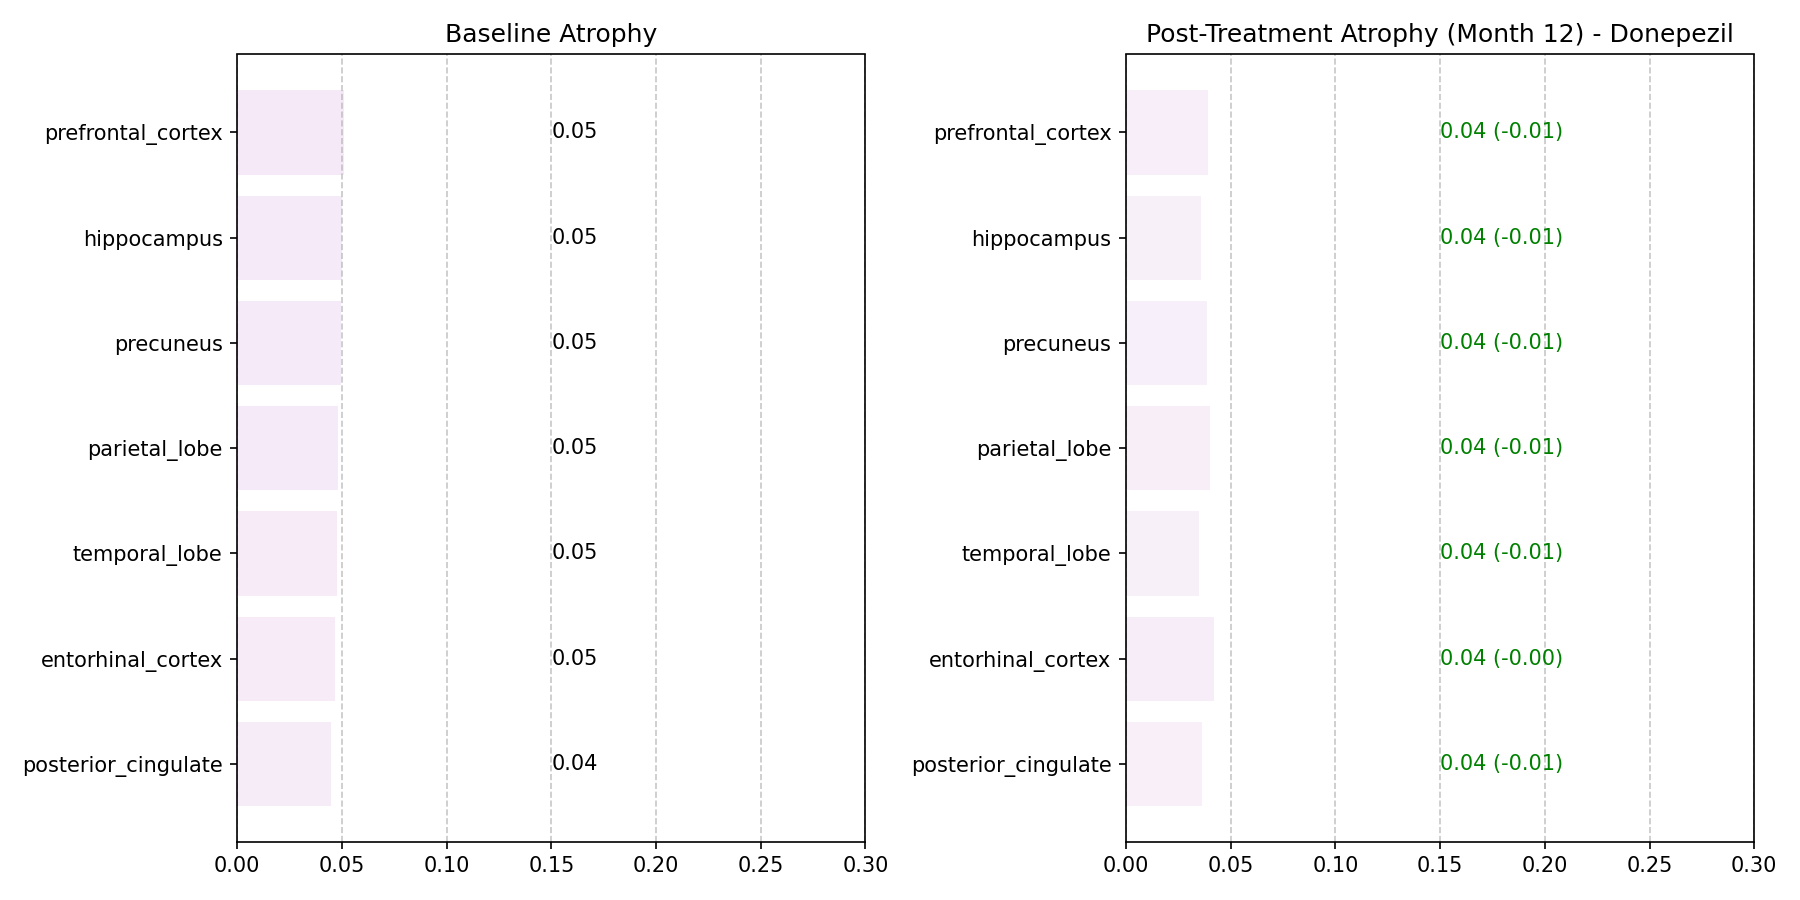 Baseline Atrophy
prefrontal_cortex 0.05
hippocampus 0.05
precuneus 0.05
parietal_lobe 0.05
temporal_lobe 0.05
entorhinal_cortex 0.05
posterior_cingulate 0.04
0.00 0.05 0.10 0.15 0.20 0.25 0.30
Post-Treatment Atrophy (Month 12) - Donepezil
prefrontal_cortex 0.04 (-0.01)
hippocampus 0.04 (-0.01)
precuneus 0.04 (-0.01)
parietal_lobe 0.04 (-0.01)
temporal_lobe 0.04 (-0.01)
entorhinal_cortex 0.04 (-0.00)
posterior_cingulate 0.04 (-0.01)
0.00 0.05 0.10 0.15 0.20 0.25 0.30